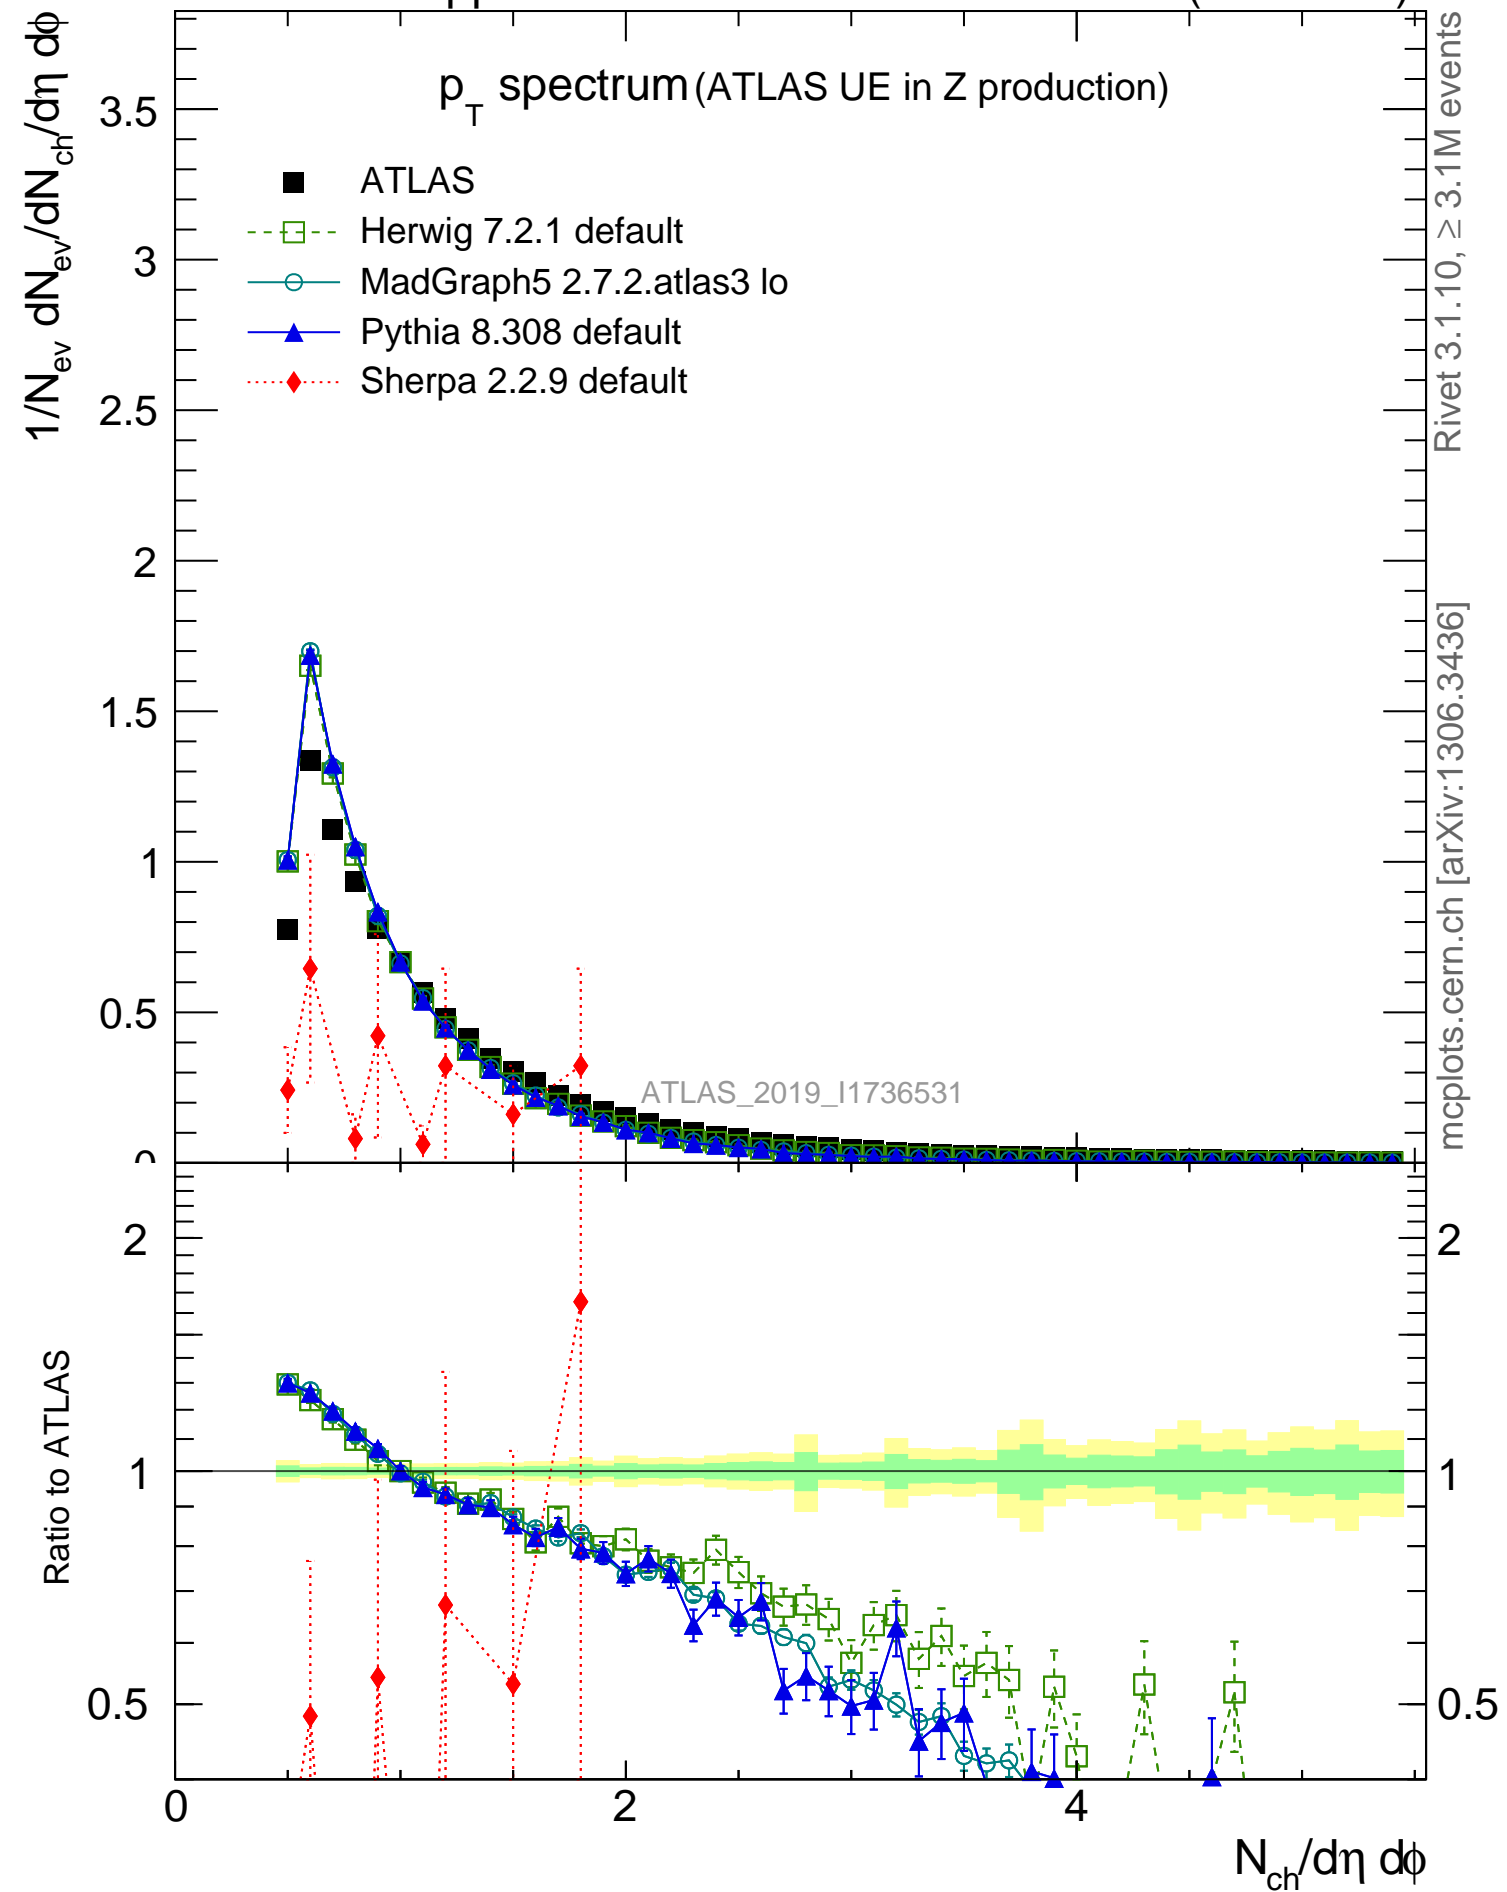 p_T spectrum (ATLAS UE in Z production)
1/N_ev dN_ev/dN_ch/dη dϕ
ATLAS
Herwig 7.2.1 default
MadGraph5 2.7.2.atlas3 lo
Pythia 8.308 default
Sherpa 2.2.9 default
3.5
3
2.5
2
1.5
1
0.5
0
ATLAS_2019_I1736531
Rivet 3.1.10, ≥ 3.1M events
mcplots.cern.ch [arXiv:1306.3436]
Ratio to ATLAS
2
1
0.5
2
1
0.5
0
2
4
N_ch/dη dϕ